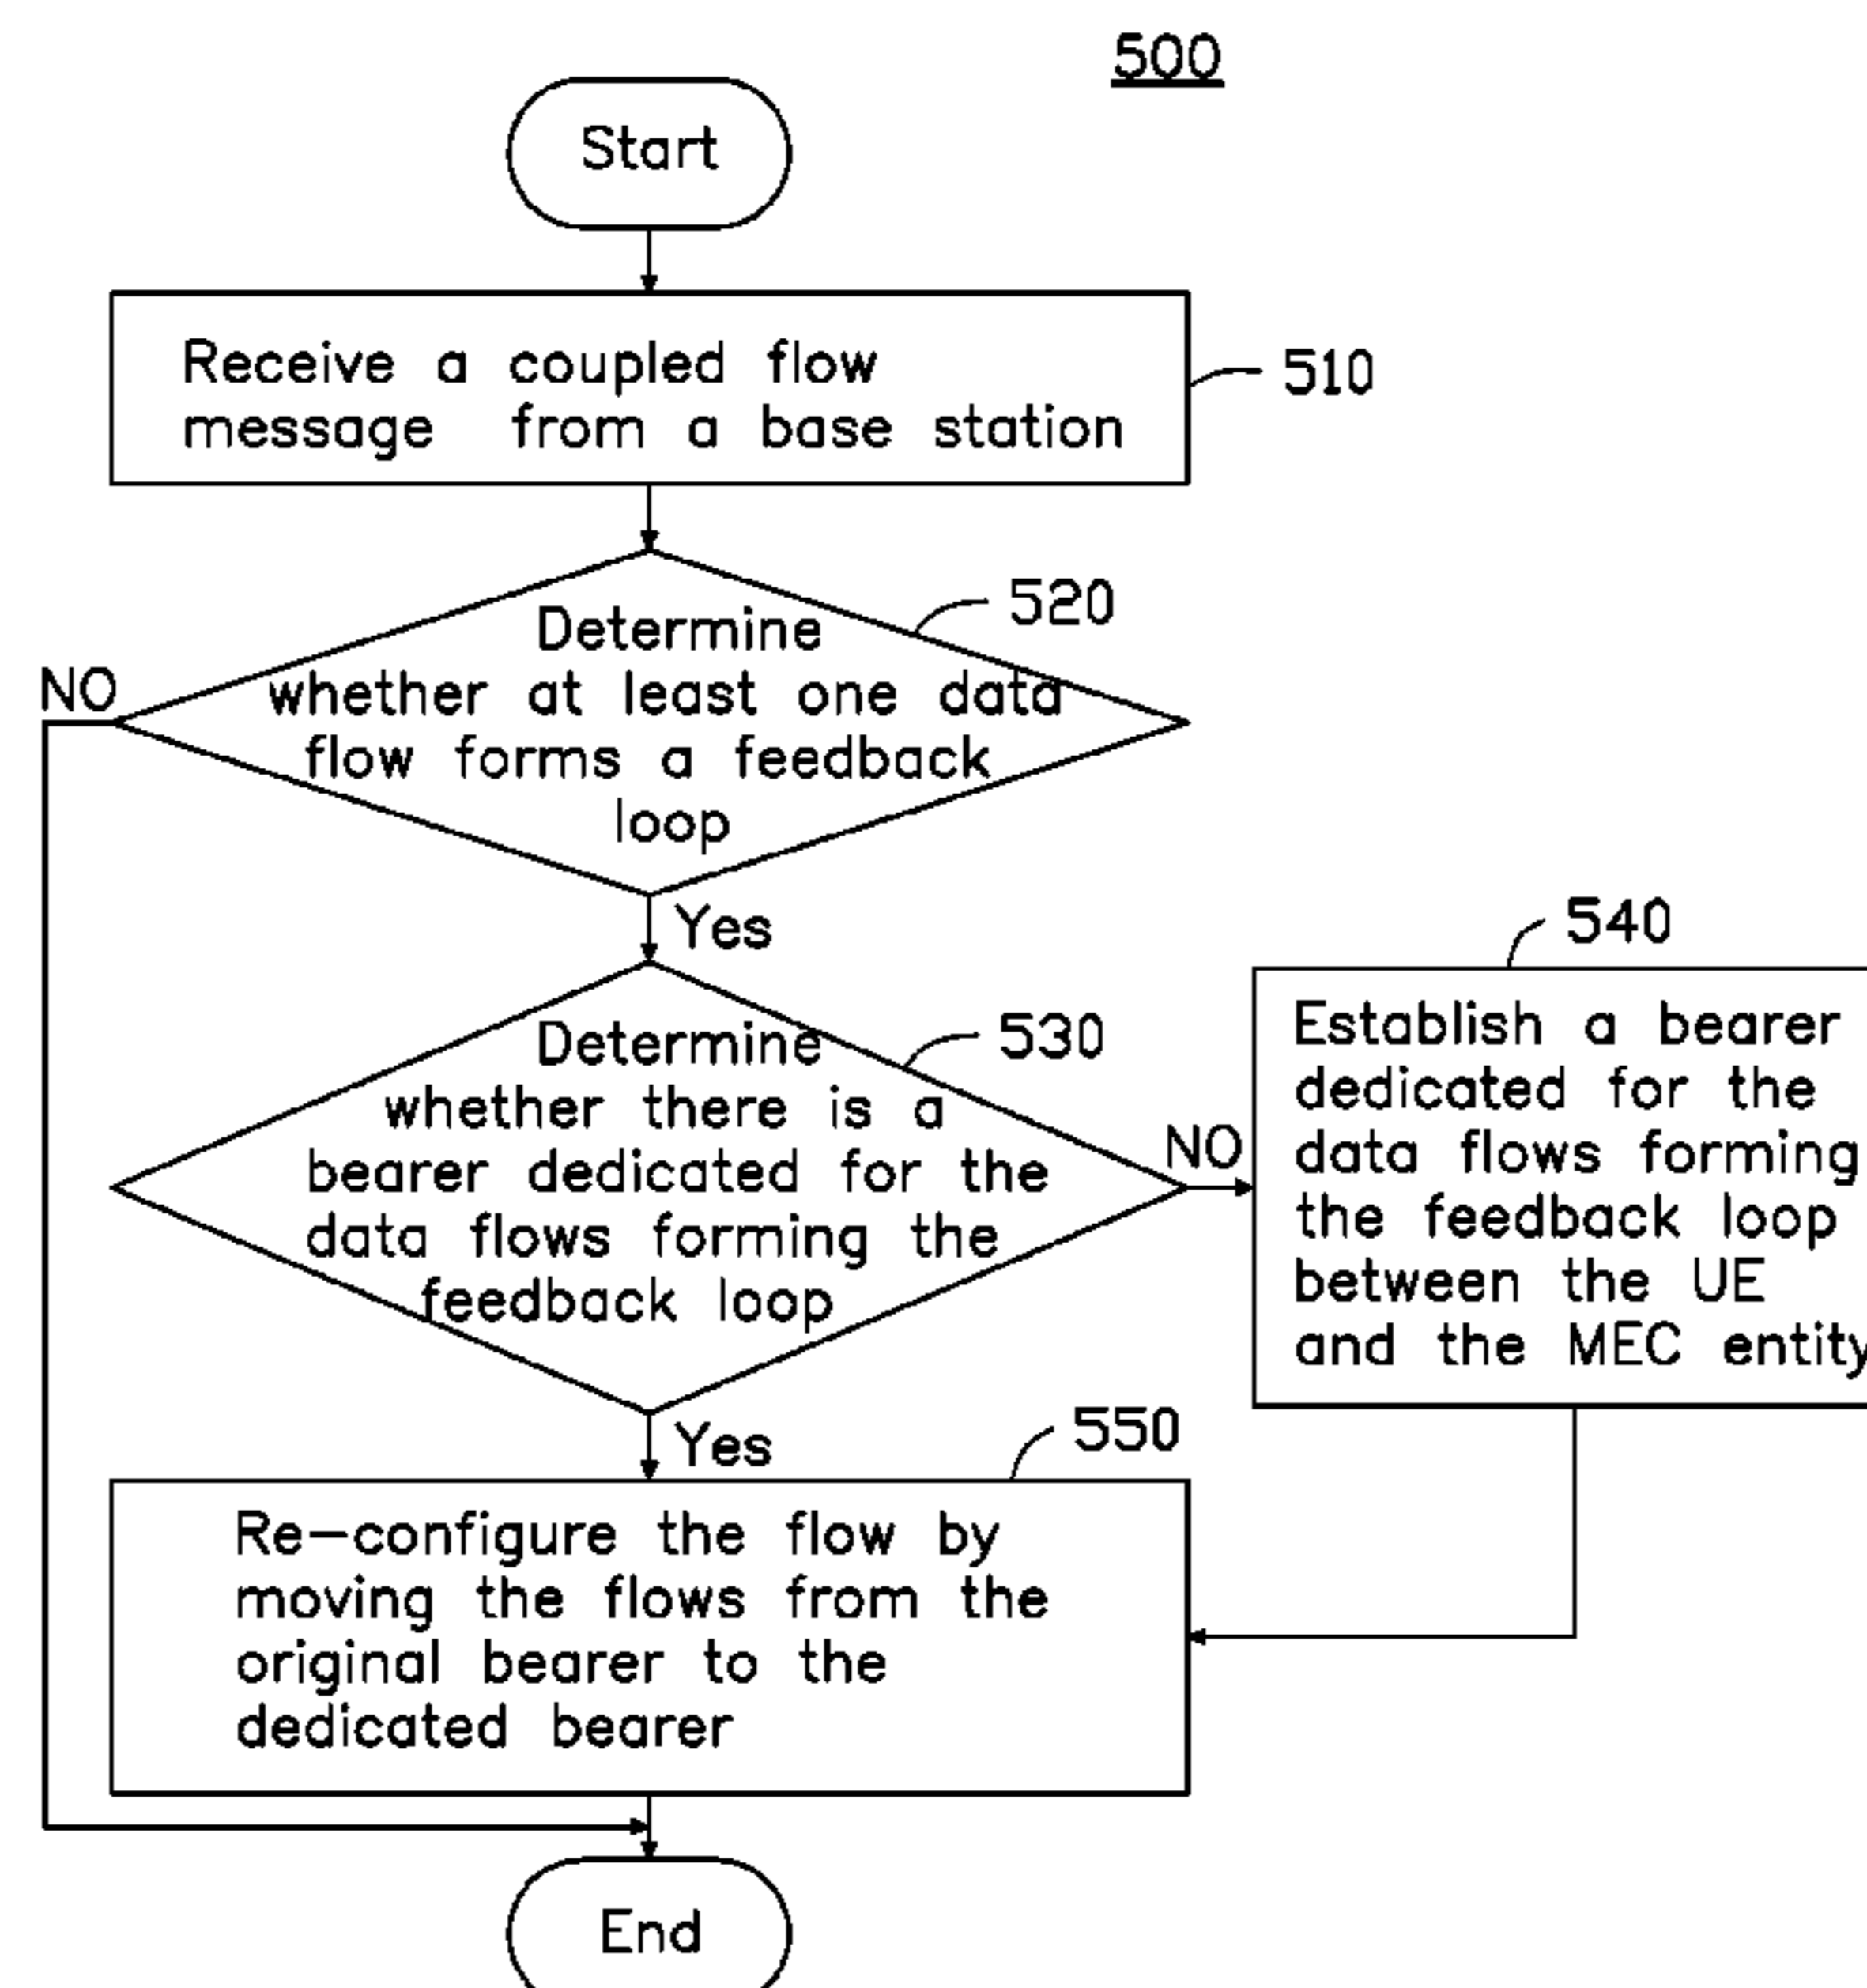 500
Start
Receive a coupled flow
message from a base station
510
520
Determine
whether at least one data
flow forms a feedback
loop
NO
Yes
530
Determine
whether there is a
bearer dedicated for the
data flows forming the
feedback loop
NO
540
Establish a bearer
dedicated for the
data flows forming
the feedback loop
between the UE
and the MEC entity
Yes
550
Re-configure the flow by
moving the flows from the
original bearer to the
dedicated bearer
End